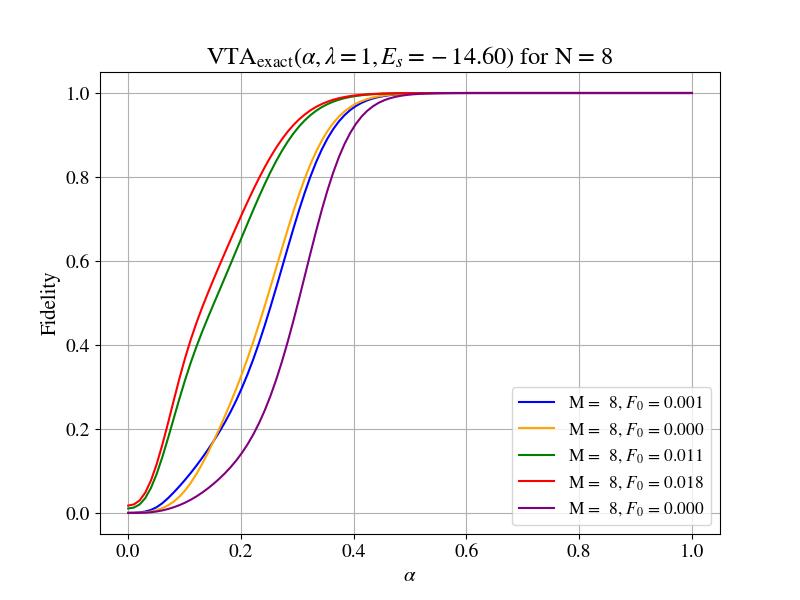 VTA_exact(α, λ = 1, E_s = −14.60) for N = 8
Fidelity
1.0
0.8
0.6
0.4
0.2
0.0
M = 8, F_0 = 0.001
M = 8, F_0 = 0.000
M = 8, F_0 = 0.011
M = 8, F_0 = 0.018
M = 8, F_0 = 0.000
0.0 0.2 0.4 0.6 0.8 1.0
α